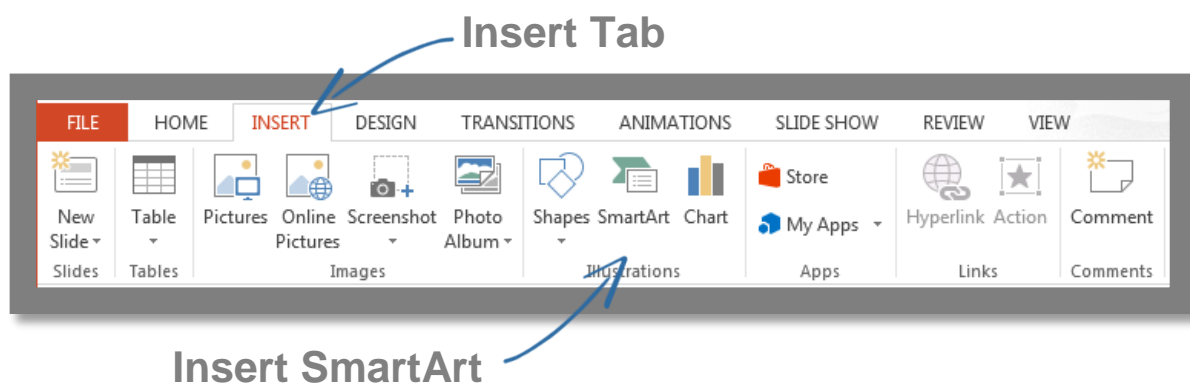 Insert Tab
FILE HOME INSERT DESIGN TRANSITIONS ANIMATIONS SLIDE SHOW REVIEW VIEW
New Slide
Table
Pictures
Online Pictures
Screenshot
Photo Album
Shapes
SmartArt
Chart
Store
My Apps
Hyperlink
Action
Comment
Slides Tables Images Illustrations Apps Links Comments
Insert SmartArt